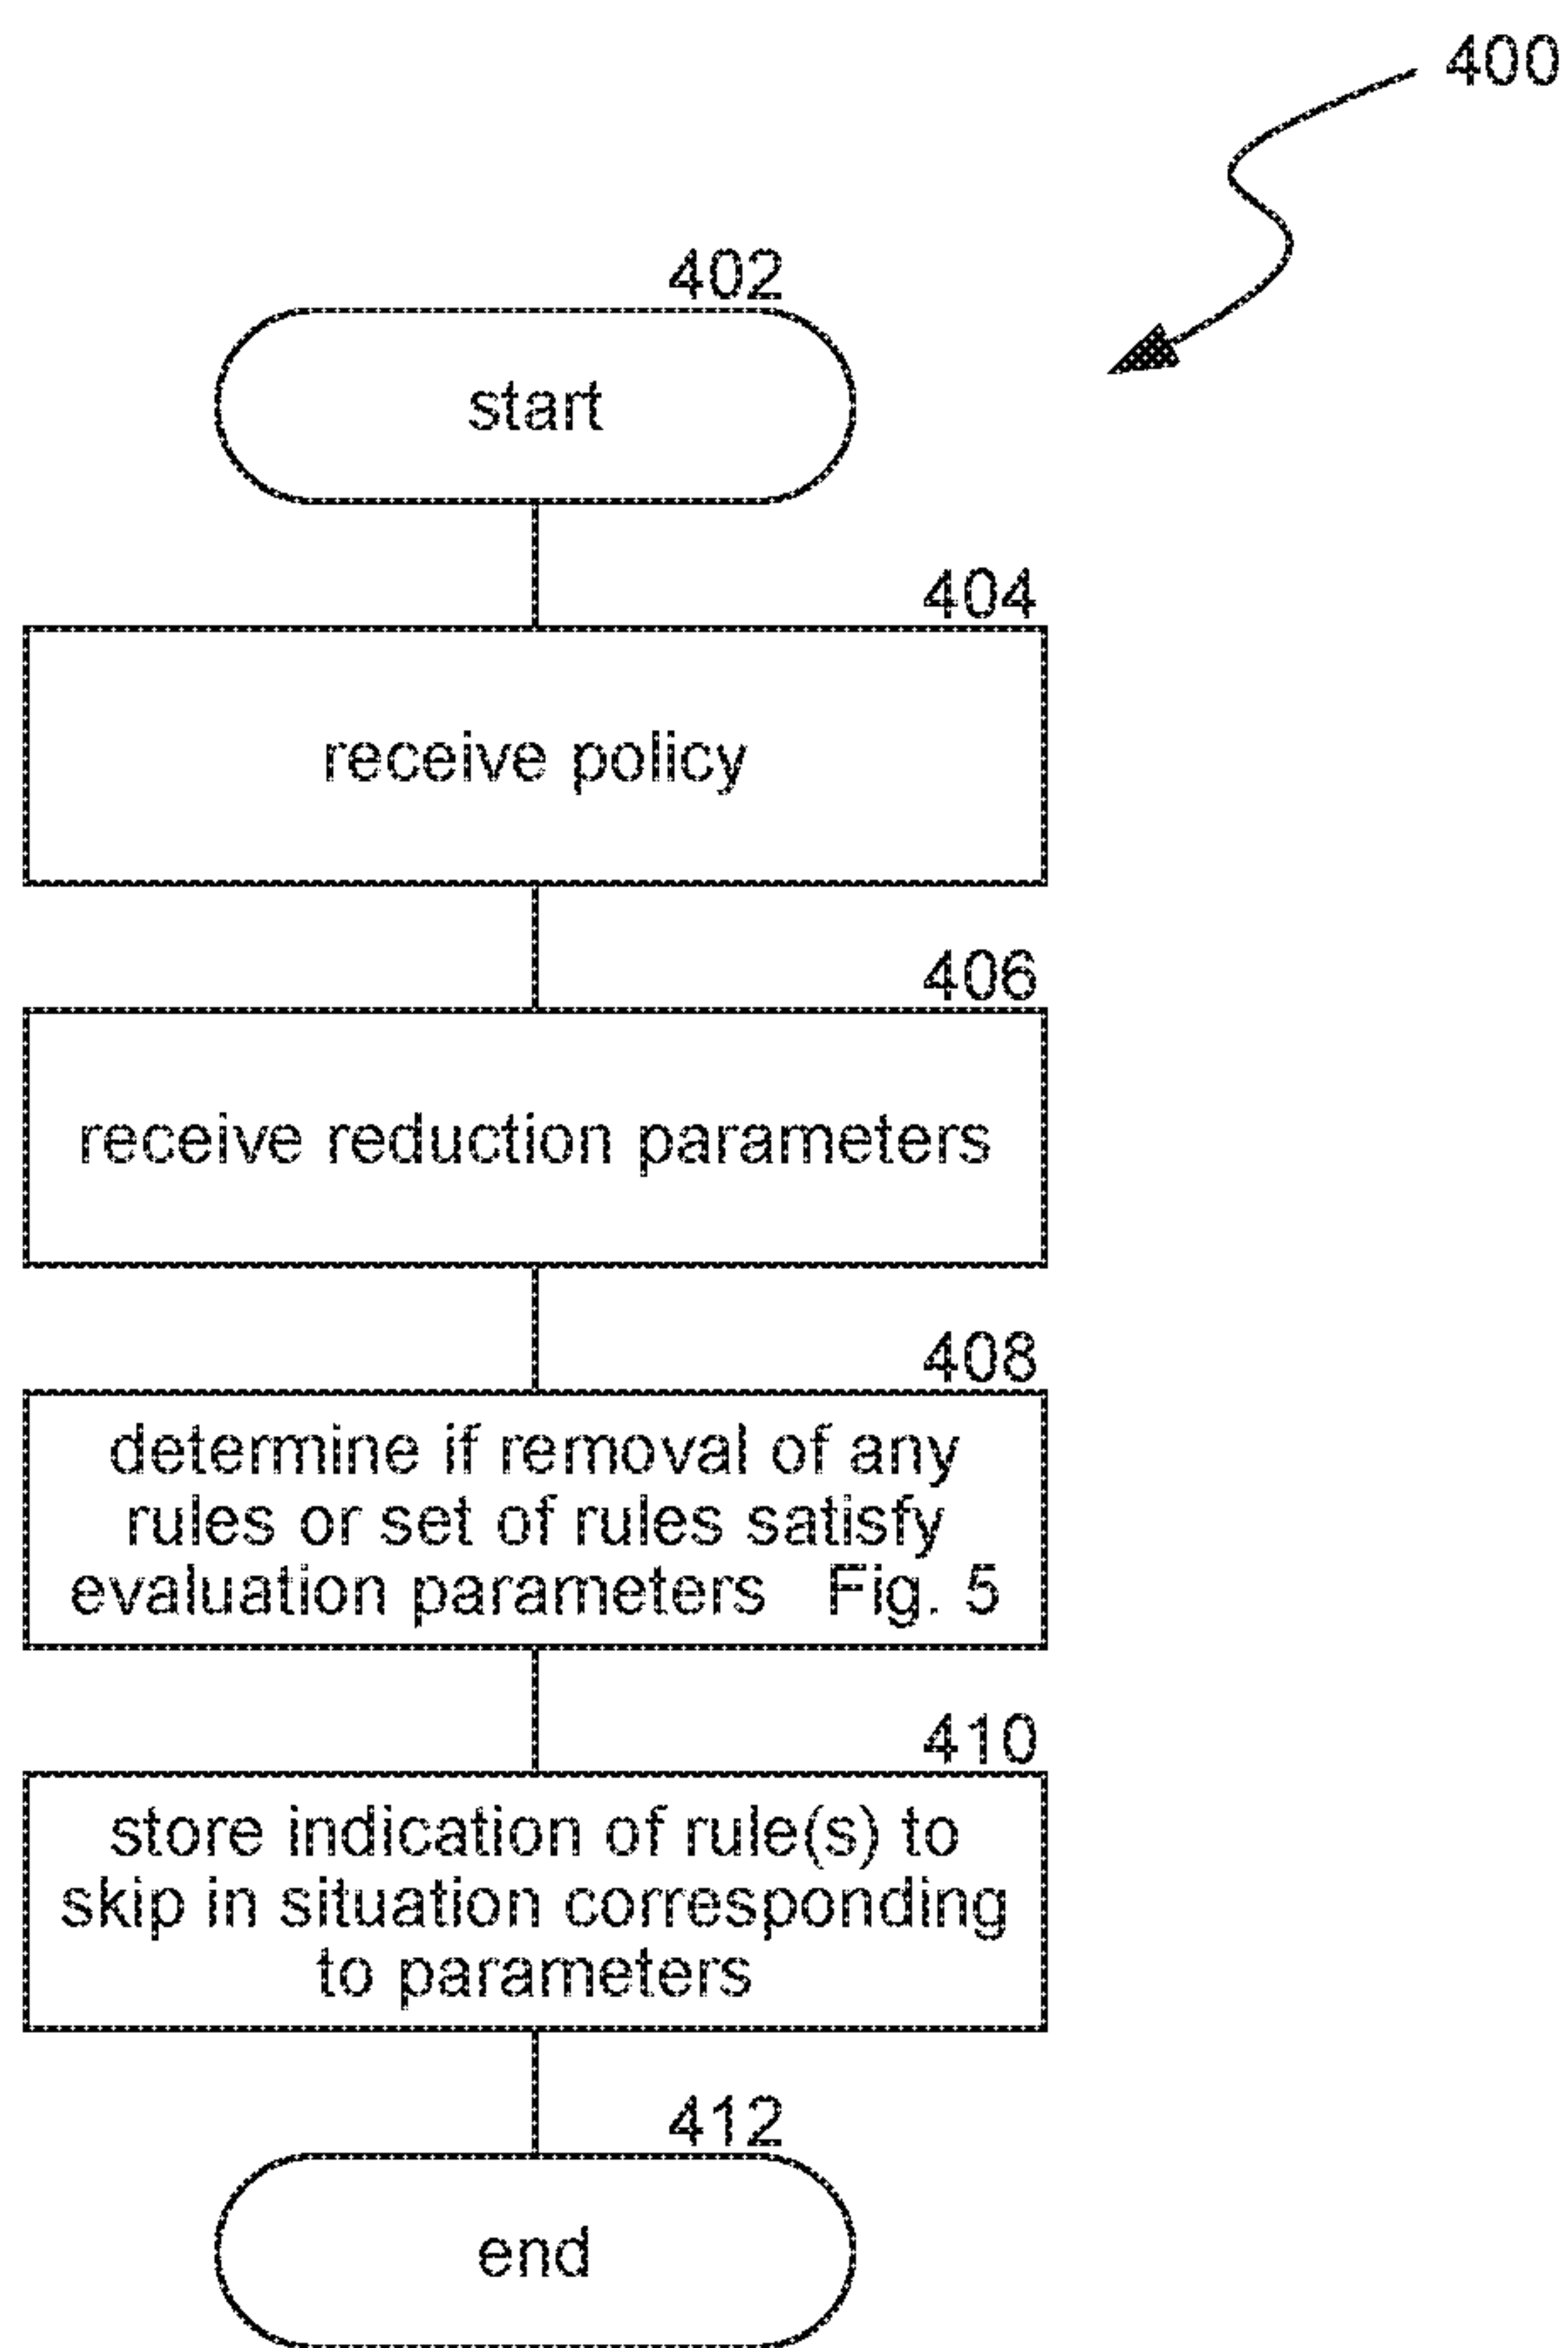 400
402
start
404
receive policy
406
receive reduction parameters
408
determine if removal of any
rules or set of rules satisfy
evaluation parameters Fig. 5
410
store indication of rule(s) to
skip in situation corresponding
to parameters
412
end